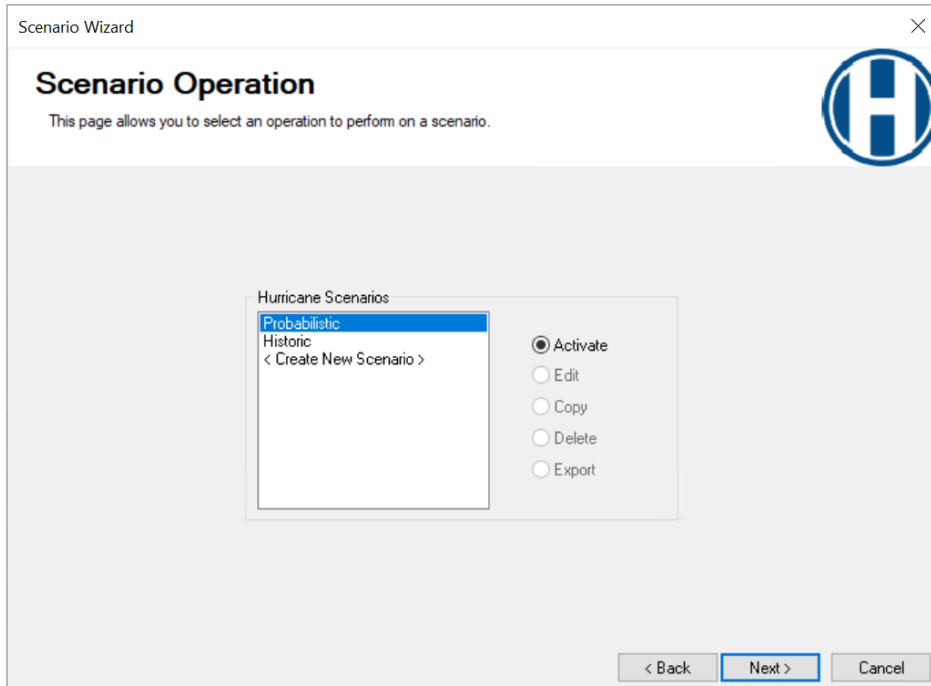 Scenario Wizard
Scenario Operation
This page allows you to select an operation to perform on a scenario.
H
Hurricane Scenarios
Probabilistic
Historic
< Create New Scenario >
Activate
Edit
Copy
Delete
Export
< Back
Next >
Cancel